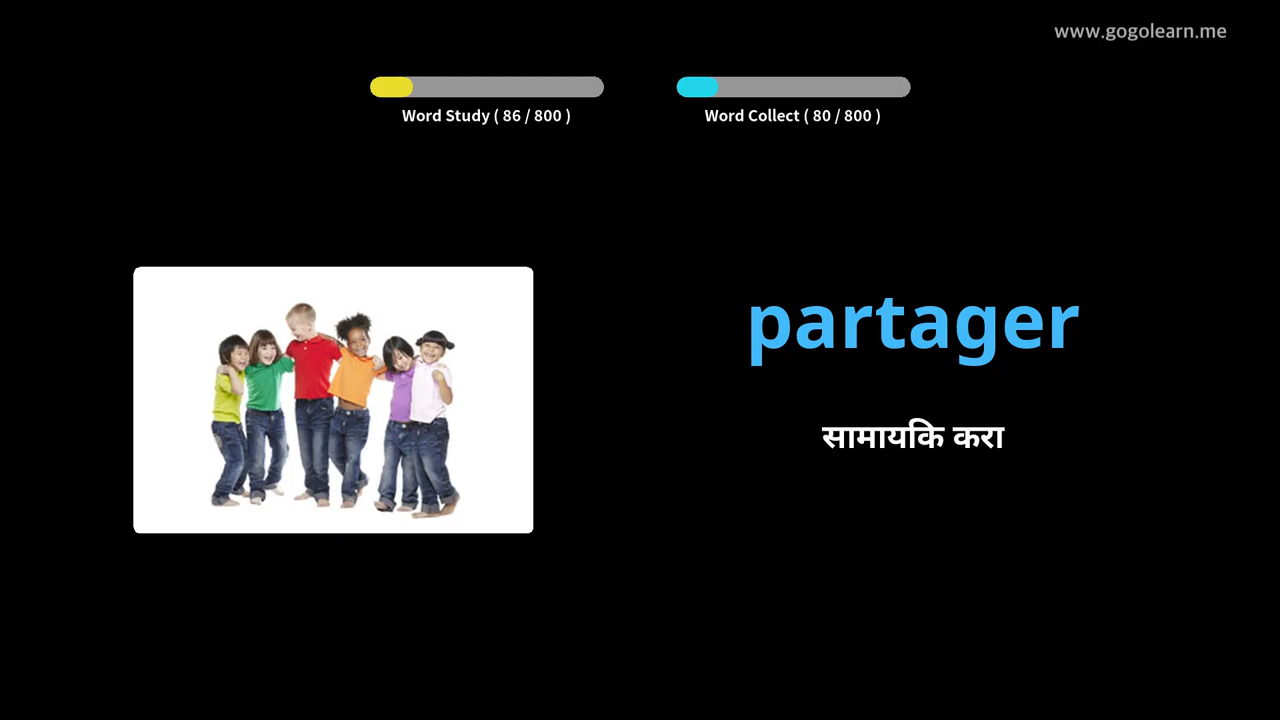 www.gogolearn.me
Word Study ( 86 / 800 )
Word Collect ( 80 / 800 )
partager
सामायकि करा